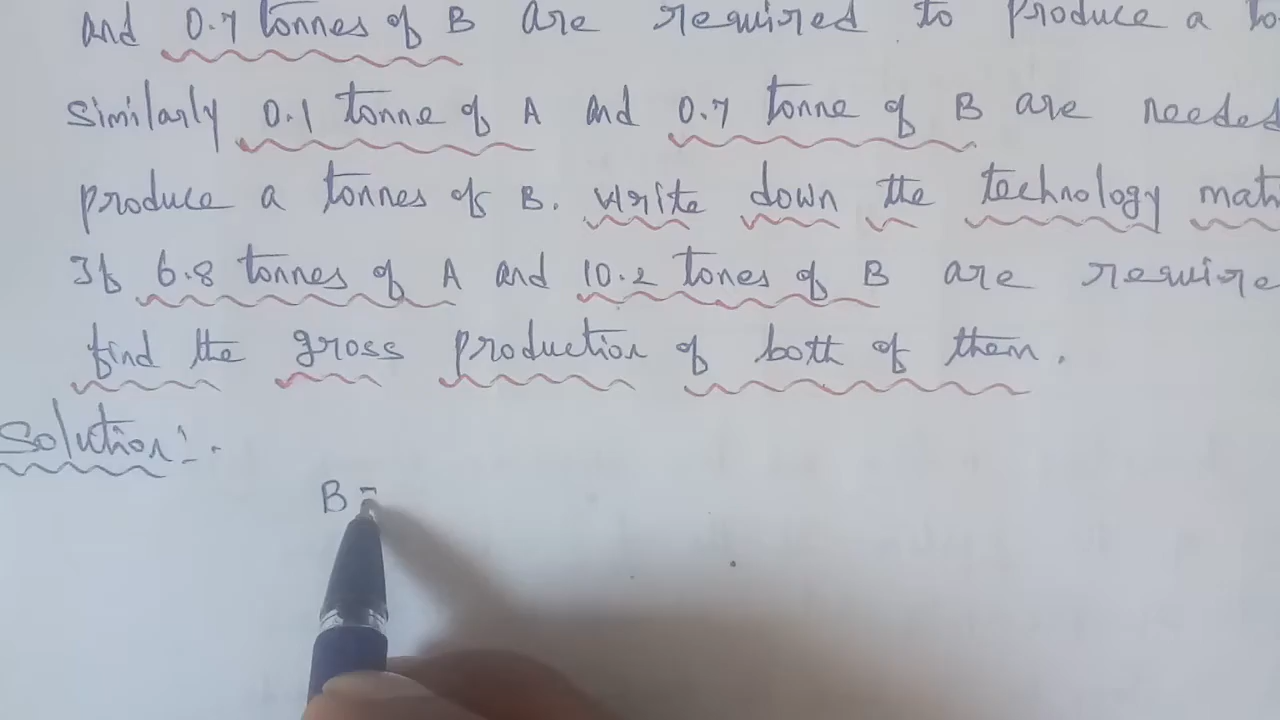 and 0.7 tonnes of B are required to produce a
Similarly 0.1 tonne of A and 0.7 tonne of B are needed
produce a tonnes of B. write down the technology
If 6.8 tonnes of A and 10.2 tones of B are
find the gross production of both of them.
Solution:-
B =